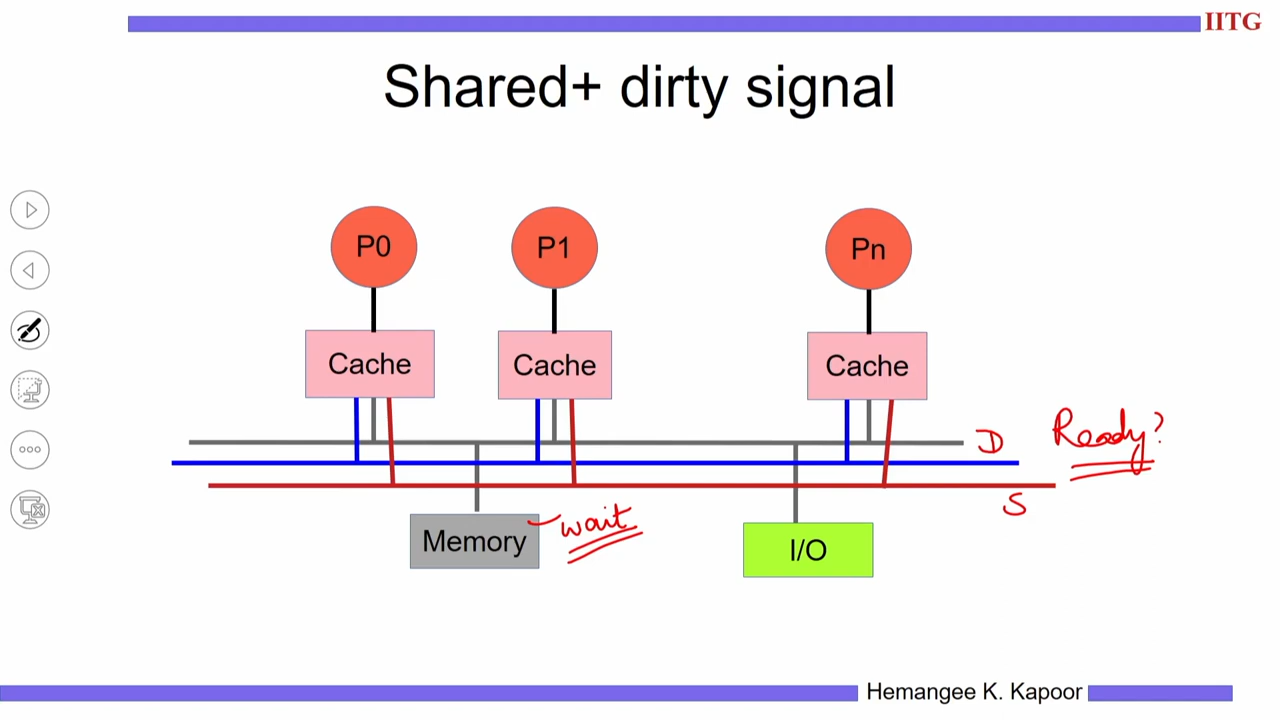 IITG
Shared+ dirty signal
P0
P1
Pn
Cache
Cache
Cache
D
Ready?
S
Memory
wait
I/O
Hemangee K. Kapoor